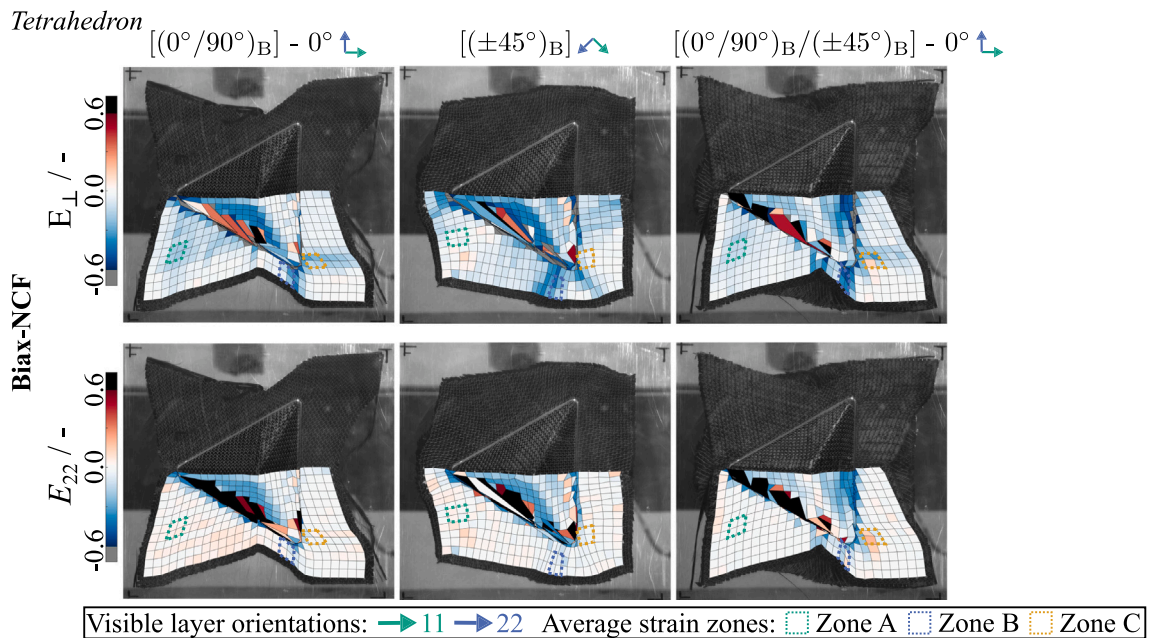 Tetrahedron
[(0°/90°)B] - 0°
[(±45°)B]
[(0°/90°)B/(±45°)B] - 0°
Biax-NCF
E⊥ / -
0.6
0.0
-0.6
E22 / -
0.6
0.0
-0.6
Visible layer orientations: 11 22 Average strain zones: Zone A Zone B Zone C